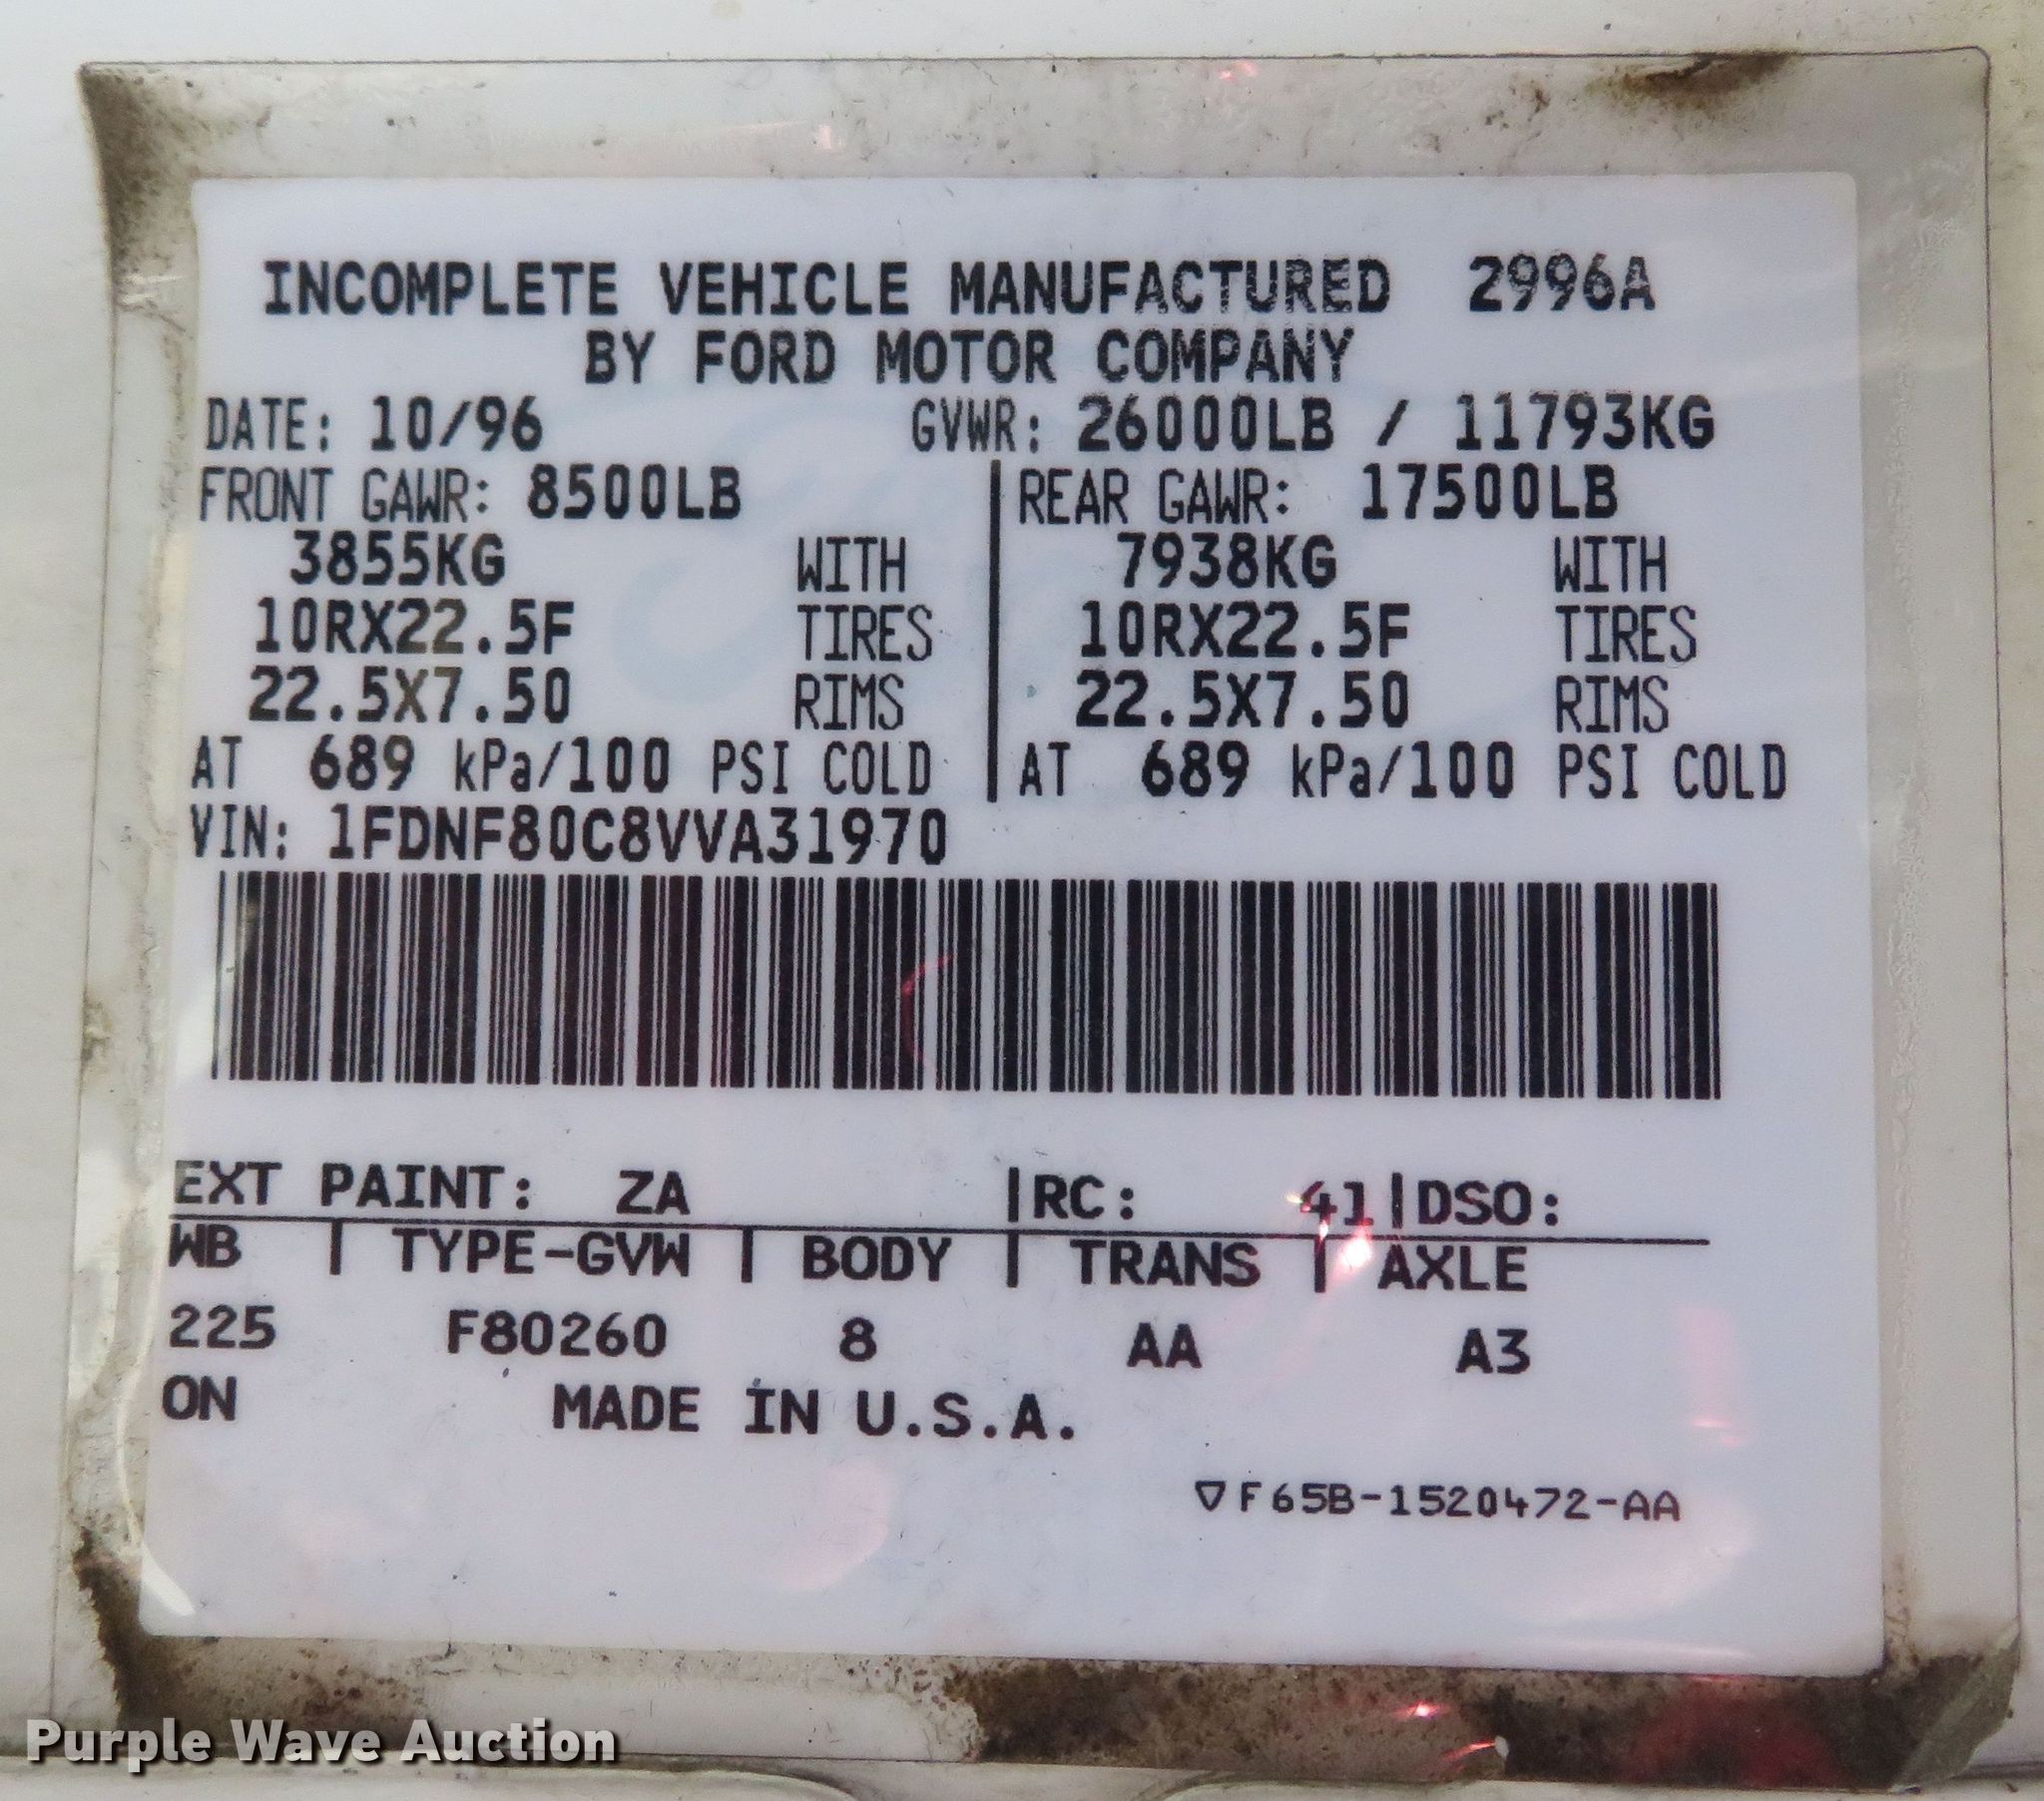 INCOMPLETE VEHICLE MANUFACTURED 2996A
BY FORD MOTOR COMPANY
DATE: 10/96 GVWR: 26000LB / 11793KG
FRONT GAWR: 8500LB | REAR GAWR: 17500LB
3855KG WITH 7938KG WITH
10RX22.5F TIRES 10RX22.5F TIRES
22.5X7.50 RIMS 22.5X7.50 RIMS
AT 689 kPa/100 PSI COLD | AT 689 kPa/100 PSI COLD
VIN: 1FDNF80C8VVA31970
EXT PAINT: ZA |RC: 41|DSO:
WB | TYPE-GVW | BODY | TRANS | AXLE
225 F80260 8 AA A3
ON MADE IN U.S.A.
▽F65B-1520472-AA
Purple Wave Auction